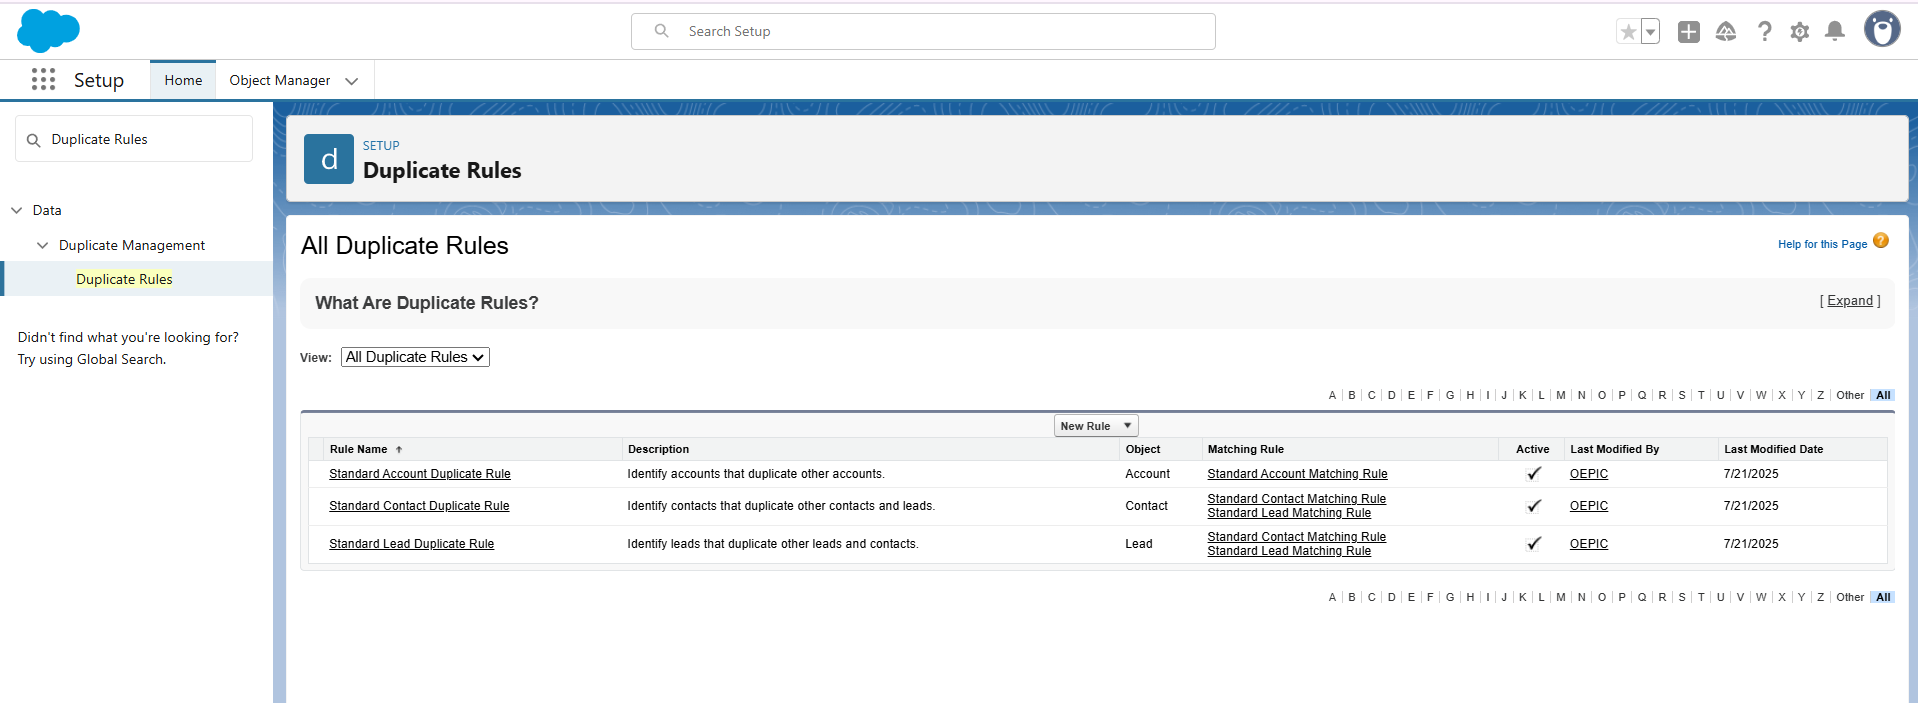 Search Setup
Setup
Home
Object Manager
Duplicate Rules
Data
Duplicate Management
Duplicate Rules
Didn't find what you're looking for?
Try using Global Search.
d
SETUP
Duplicate Rules
All Duplicate Rules
Help for this Page ?
What Are Duplicate Rules?
[ Expand ]
View: All Duplicate Rules
A B C D E F G H I J K L M N O P Q R S T U V W X Y Z Other All
New Rule
Rule Name Description Object Matching Rule Active Last Modified By Last Modified Date
Standard Account Duplicate Rule Identify accounts that duplicate other accounts. Account Standard Account Matching Rule OEPIC 7/21/2025
Standard Contact Duplicate Rule Identify contacts that duplicate other contacts and leads. Contact Standard Contact Matching Rule OEPIC 7/21/2025
Standard Lead Matching Rule
Standard Lead Duplicate Rule Identify leads that duplicate other leads and contacts. Lead Standard Contact Matching Rule OEPIC 7/21/2025
Standard Lead Matching Rule
A B C D E F G H I J K L M N O P Q R S T U V W X Y Z Other All